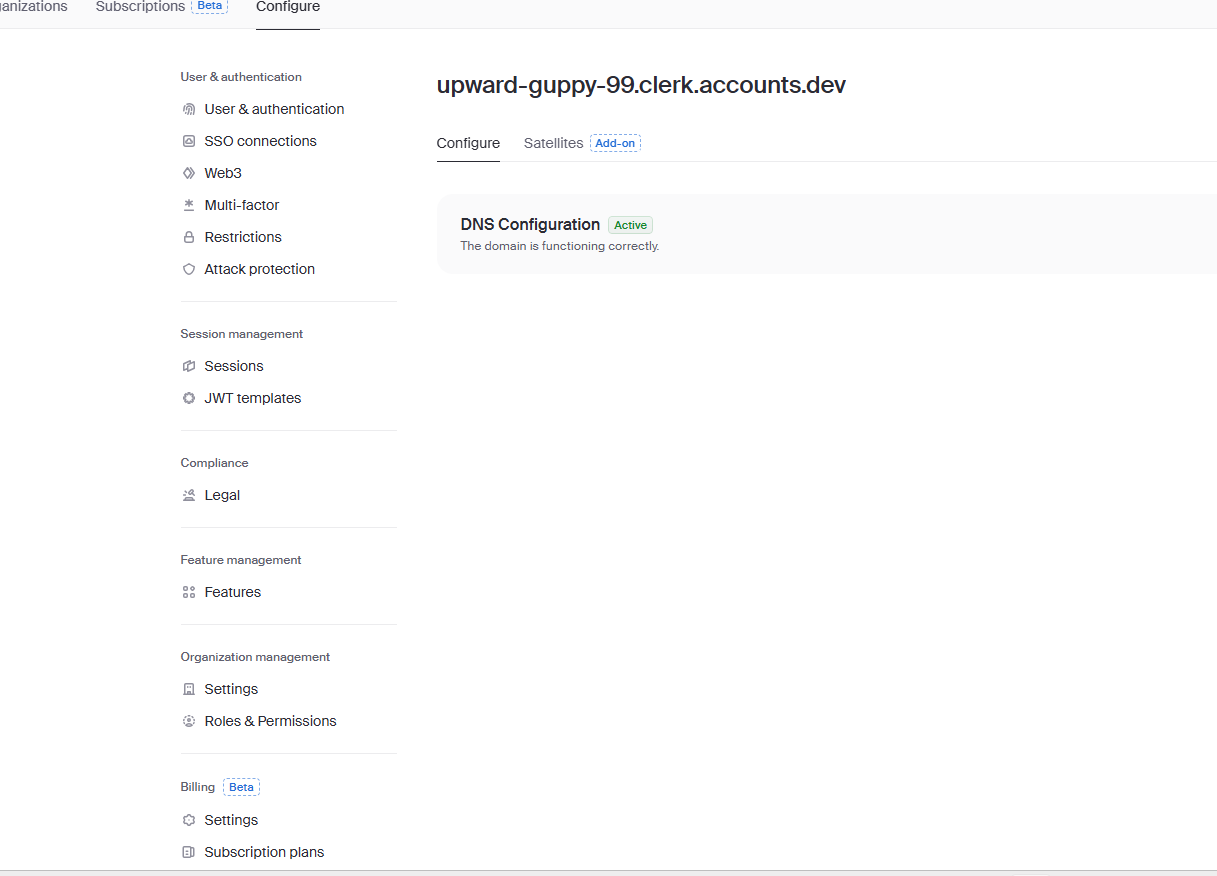 Subscriptions Beta Configure
User & authentication
User & authentication
SSO connections
Web3
Multi-factor
Restrictions
Attack protection
Session management
Sessions
JWT templates
Compliance
Legal
Feature management
Features
Organization management
Settings
Roles & Permissions
Billing Beta
Settings
Subscription plans
upward-guppy-99.clerk.accounts.dev
Configure Satellites Add-on
DNS Configuration Active
The domain is functioning correctly.